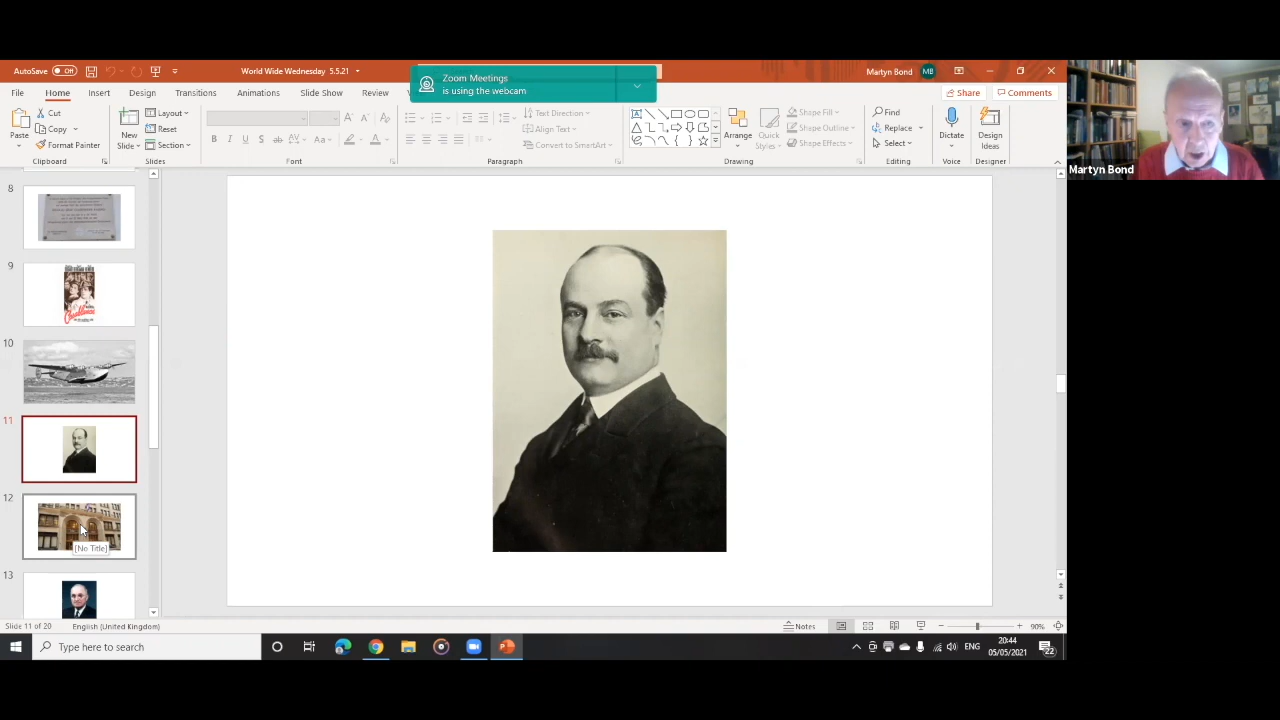 AutoSave Off World Wide Wednesday 5.5.21 Martyn Bond MB
Zoom Meetings
is using the webcam
File Home Insert Design Transitions Animations Slide Show Review Share Comments
Paste
Cut
Copy
Format Painter
Clipboard
New
Slide
Layout
Reset
Section
Slides
Font
Text Direction
Align Text
Convert to SmartArt
Paragraph
Arrange
Quick
Styles
Shape Fill
Shape Outline
Shape Effects
Drawing
Find
Replace
Select
Editing
Dictate
Voice
Design
Ideas
Designer
Martyn Bond
8
9
Casablanca
10
11
12
[No Title]
13
Slide 11 of 20 English (United Kingdom) Notes 90%
Type here to search
ENG
20:44
05/05/2021
22